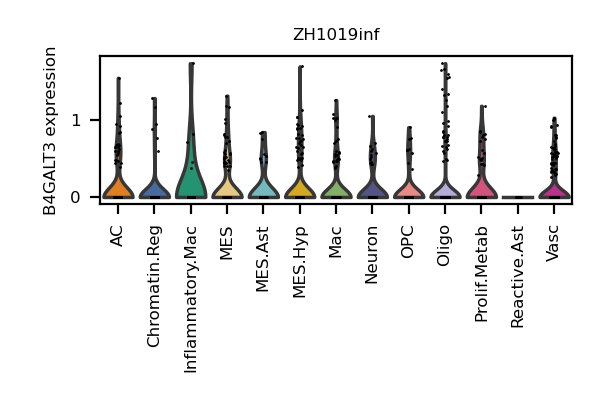 ZH1019inf
B4GALT3 expression
1
0
AC
Chromatin.Reg
Inflammatory.Mac
MES
MES.Ast
MES.Hyp
Mac
Neuron
OPC
Oligo
Prolif.Metab
Reactive.Ast
Vasc